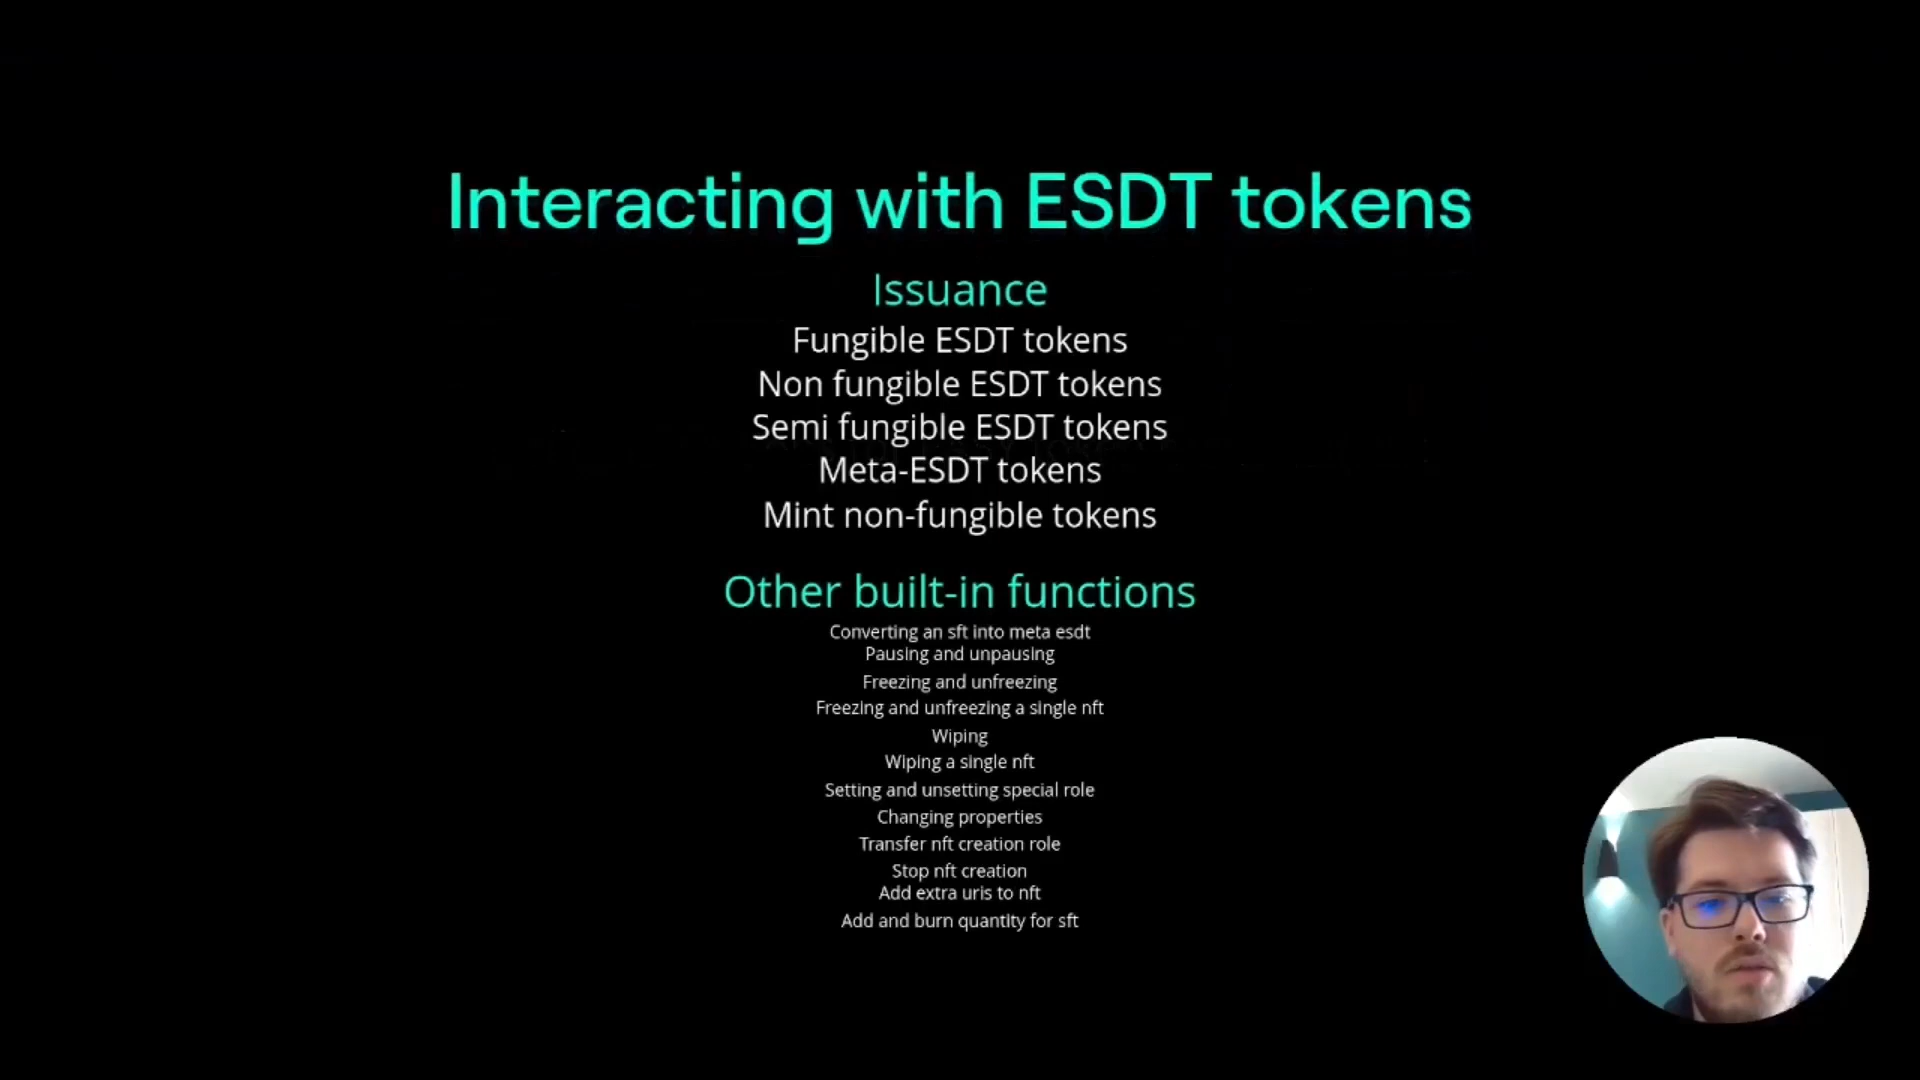 Interacting with ESDT tokens
Issuance
Fungible ESDT tokens
Non fungible ESDT tokens
Semi fungible ESDT tokens
Meta-ESDT tokens
Mint non-fungible tokens
Other built-in functions
Converting an sft into meta esdt
Pausing and unpausing
Freezing and unfreezing
Freezing and unfreezing a single nft
Wiping
Wiping a single nft
Setting and unsetting special role
Changing properties
Transfer nft creation role
Stop nft creation
Add extra uris to nft
Add and burn quantity for sft